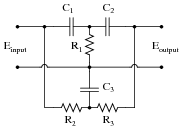 C1 C2
R1
Einput Eoutput
C3
R2 R3